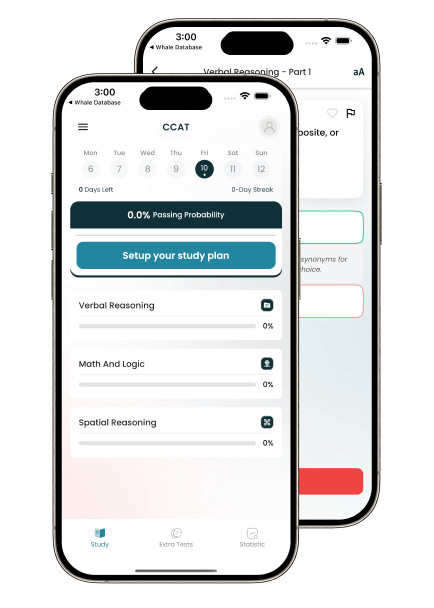 3:00
Whale Database
Verbal Reasoning - Part 1
aA
posite, or
synonyms for
hoice.
3:00
Whale Database
CCAT
Mon Tue Wed Thu Fri Sat Sun
6 7 8 9 10 11 12
0 Days Left
0-Day Streak
0.0% Passing Probability
Setup your study plan
Verbal Reasoning
0%
Math And Logic
0%
Spatial Reasoning
0%
Study
Extra Tests
Statistic